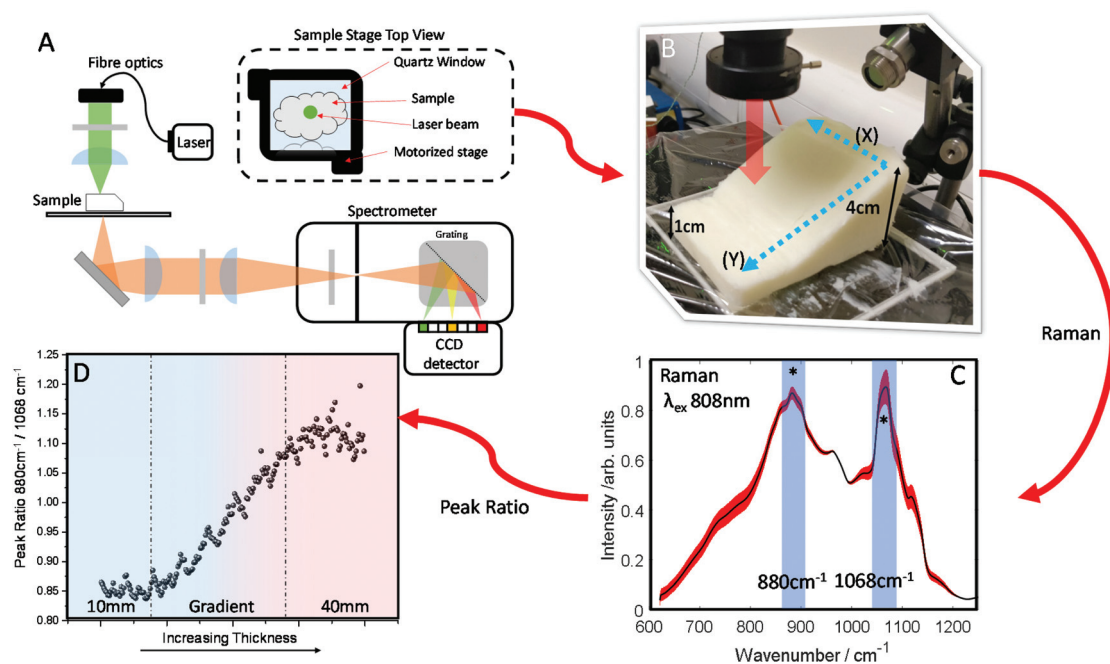 A
Fibre optics
Laser
Sample
Sample Stage Top View
Quartz Window
Sample
Laser beam
Motorized stage
Spectrometer
Grating
CCD
detector
B
(X)
4cm
1cm
(Y)
Raman
C
Raman
λex 808nm
*
*
880cm⁻¹
1068cm⁻¹
Intensity /arb. units
1
0.8
0.6
0.4
0.2
0
600
700
800
900
1000
1100
1200
Wavenumber / cm⁻¹
Peak Ratio
D
Peak Ratio 880cm⁻¹ / 1068 cm⁻¹
1.25
1.20
1.15
1.10
1.05
1.00
0.95
0.90
0.85
0.80
10mm
Gradient
40mm
Increasing Thickness